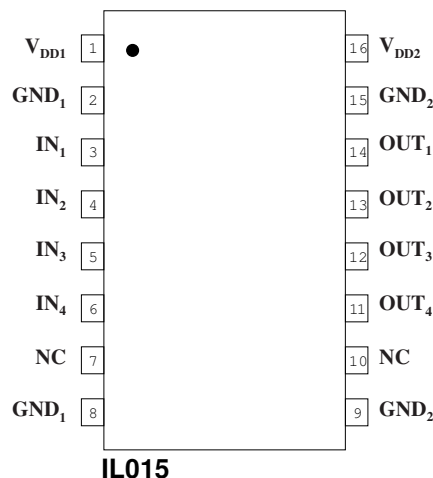 V_DD1 1 16 V_DD2
GND_1 2 15 GND_2
IN_1 3 14 OUT_1
IN_2 4 13 OUT_2
IN_3 5 12 OUT_3
IN_4 6 11 OUT_4
NC 7 10 NC
GND_1 8 9 GND_2
IL015